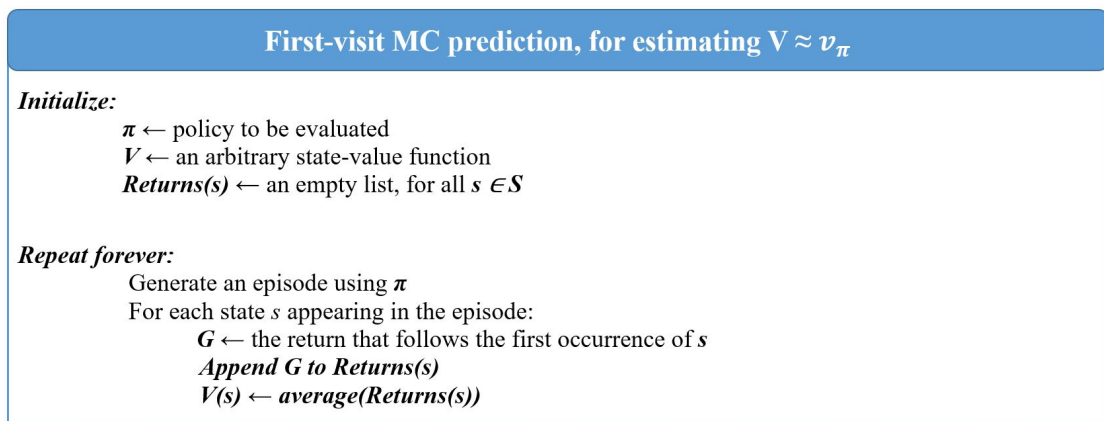 First-visit MC prediction, for estimating V ≈ v_π
Initialize:
π ← policy to be evaluated
V ← an arbitrary state-value function
Returns(s) ← an empty list, for all s ∈ S
Repeat forever:
Generate an episode using π
For each state s appearing in the episode:
G ← the return that follows the first occurrence of s
Append G to Returns(s)
V(s) ← average(Returns(s))